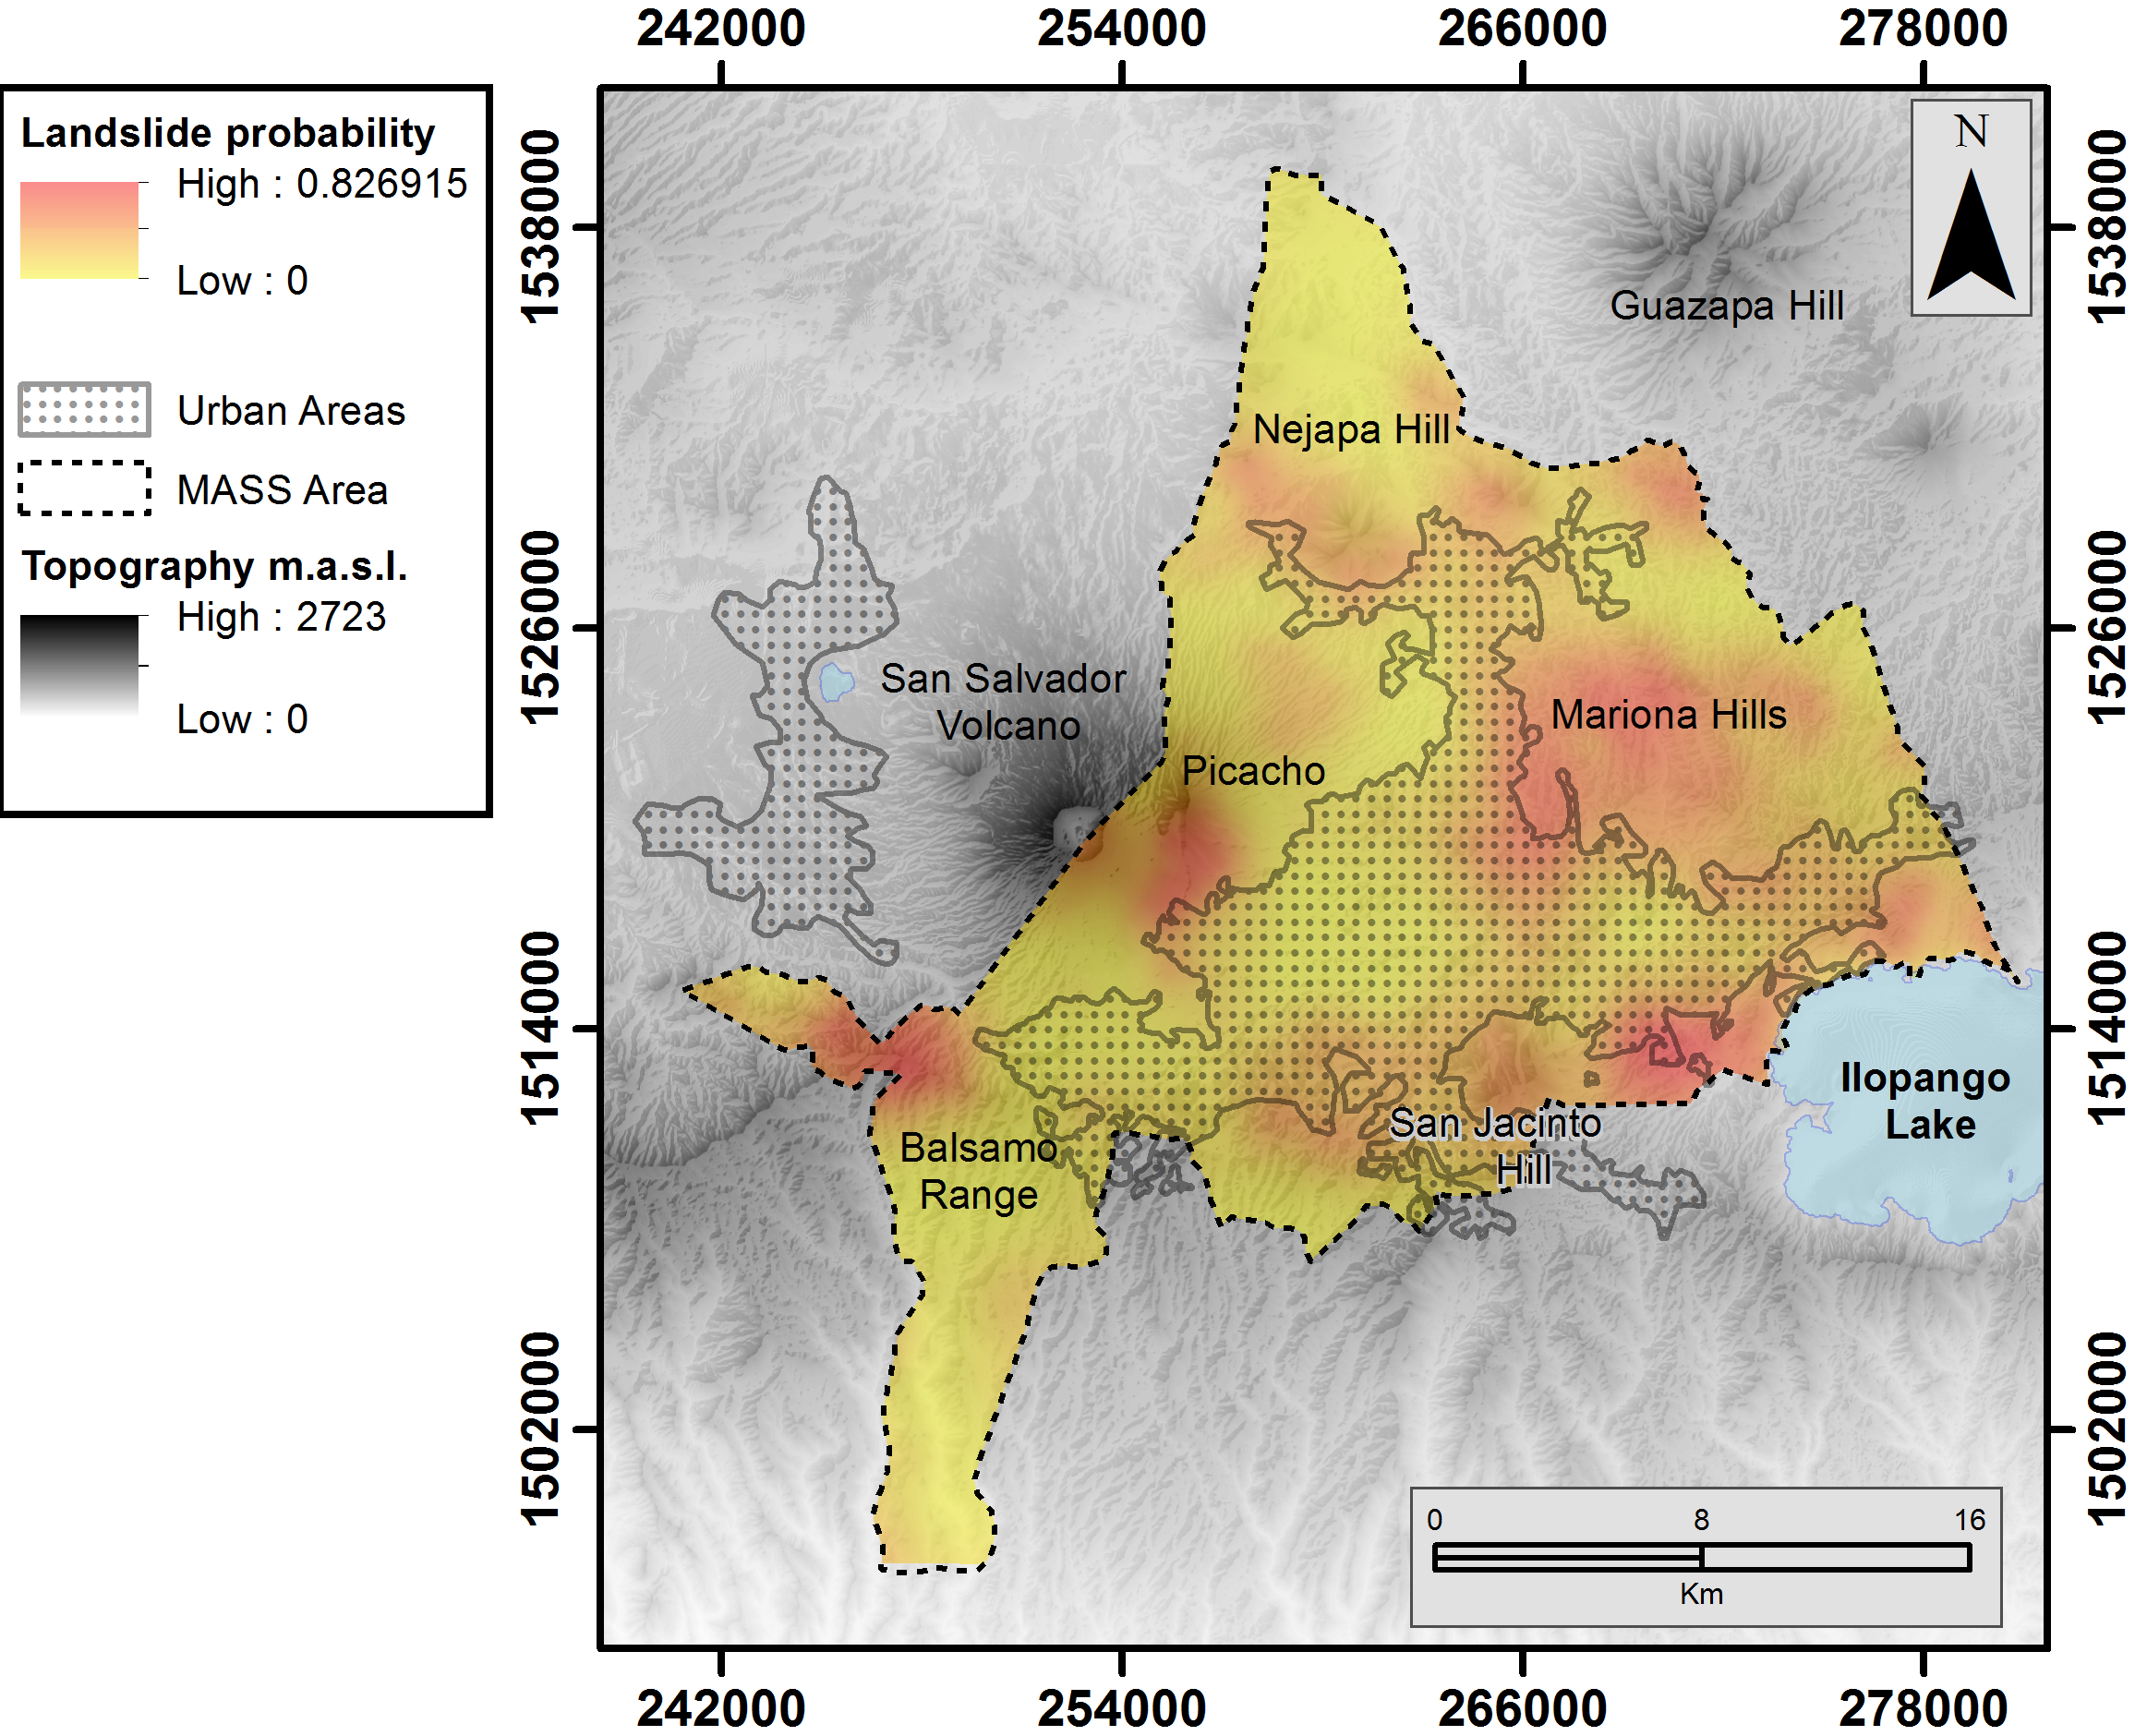 242000 254000 266000 278000
Landslide probability
High : 0.826915
Low : 0
Urban Areas
MASS Area
Topography m.a.s.l.
High : 2723
Low : 0
1538000
1526000
1514000
1502000
N
Guazapa Hill
Nejapa Hill
San Salvador
Volcano
Mariona Hills
Picacho
Ilopango
Lake
San Jacinto
Hill
Balsamo
Range
0 8 16
Km
1538000
1526000
1514000
1502000
242000 254000 266000 278000